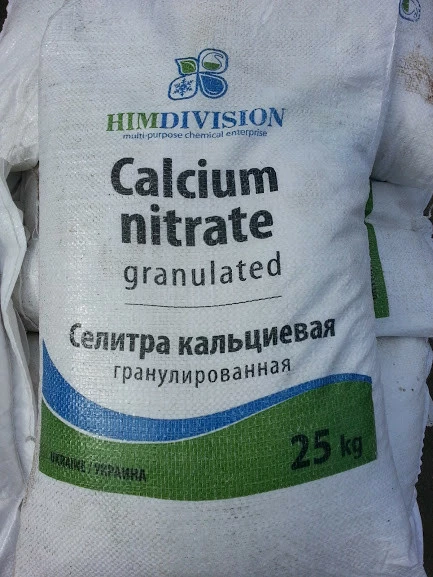 HIMDIVISION
multi-purpose chemical enterprise
Calcium
nitrate
granulated
Селитра кальциевая
гранулированная
25 kg
UKRAINE / УКРАИНА